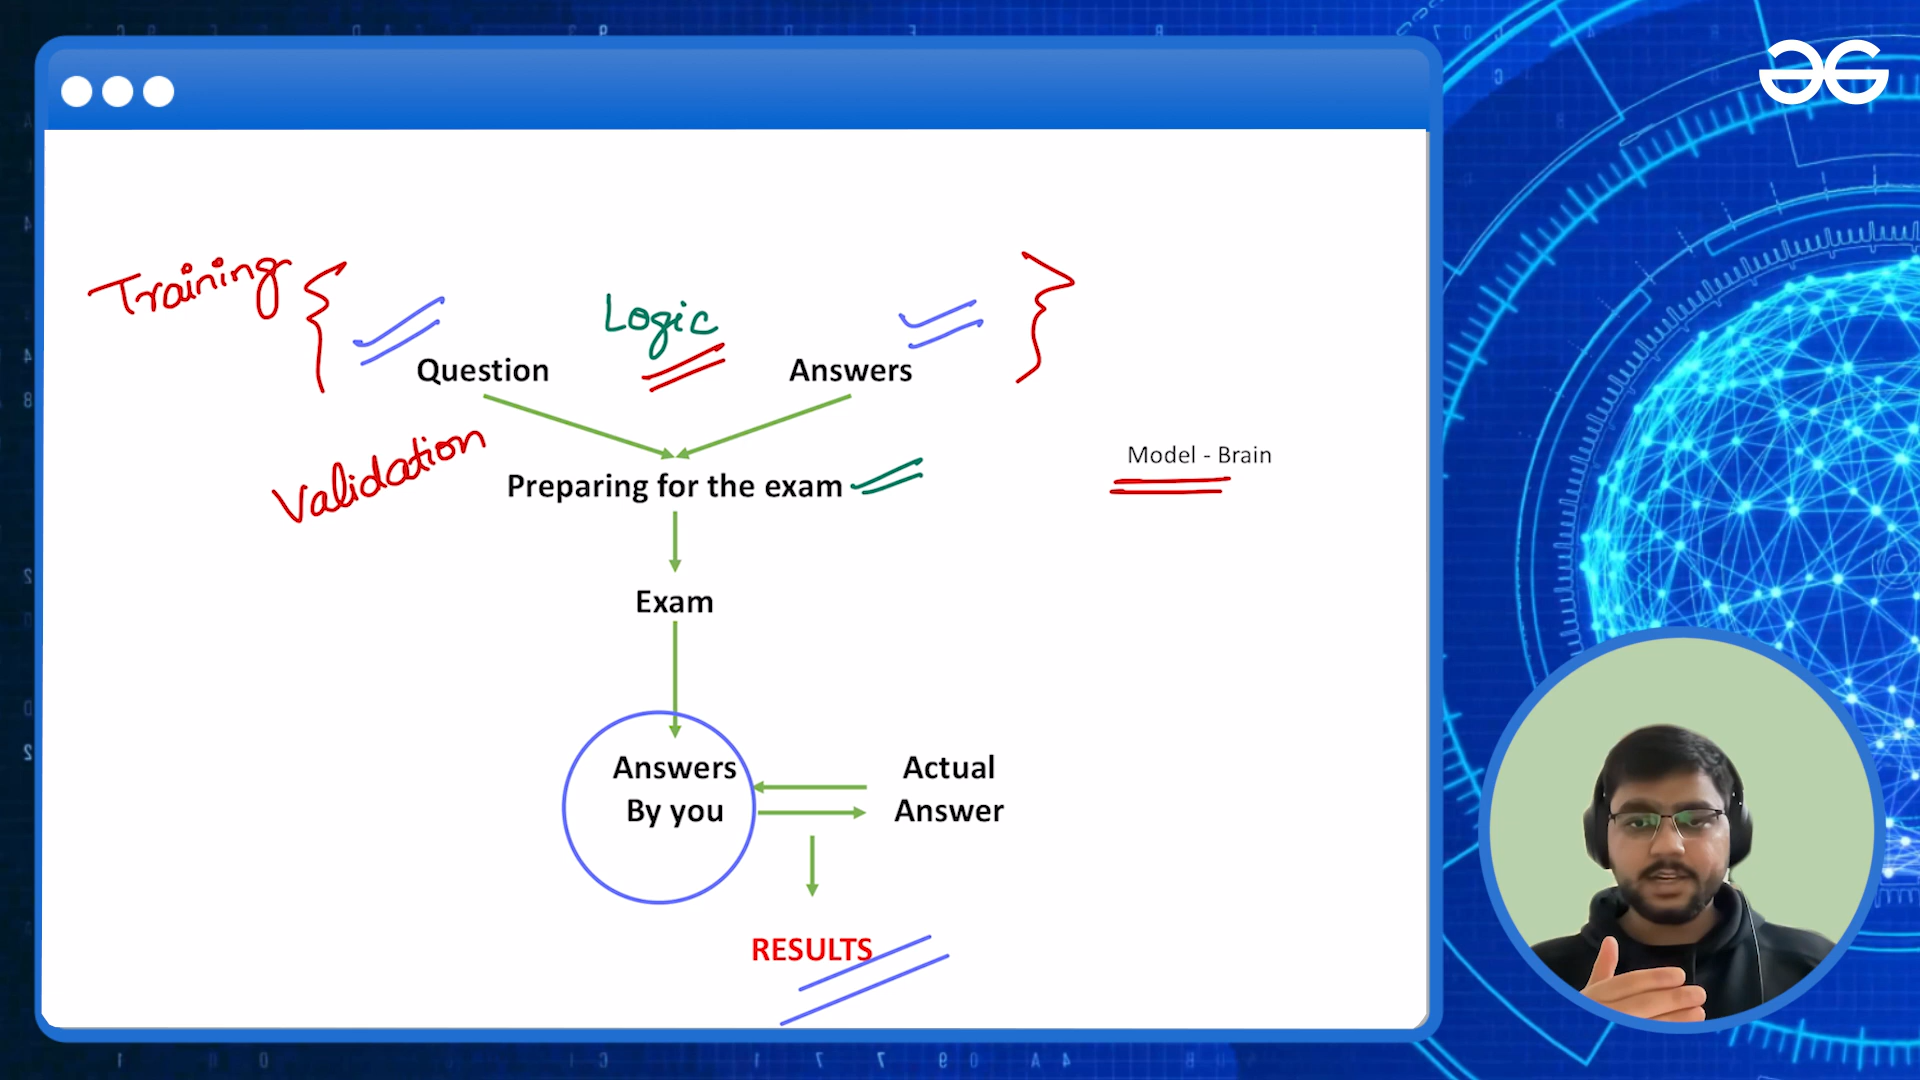 Training
Logic
Question
Answers
Validation
Preparing for the exam
Model - Brain
Exam
Answers
By you
Actual
Answer
RESULTS